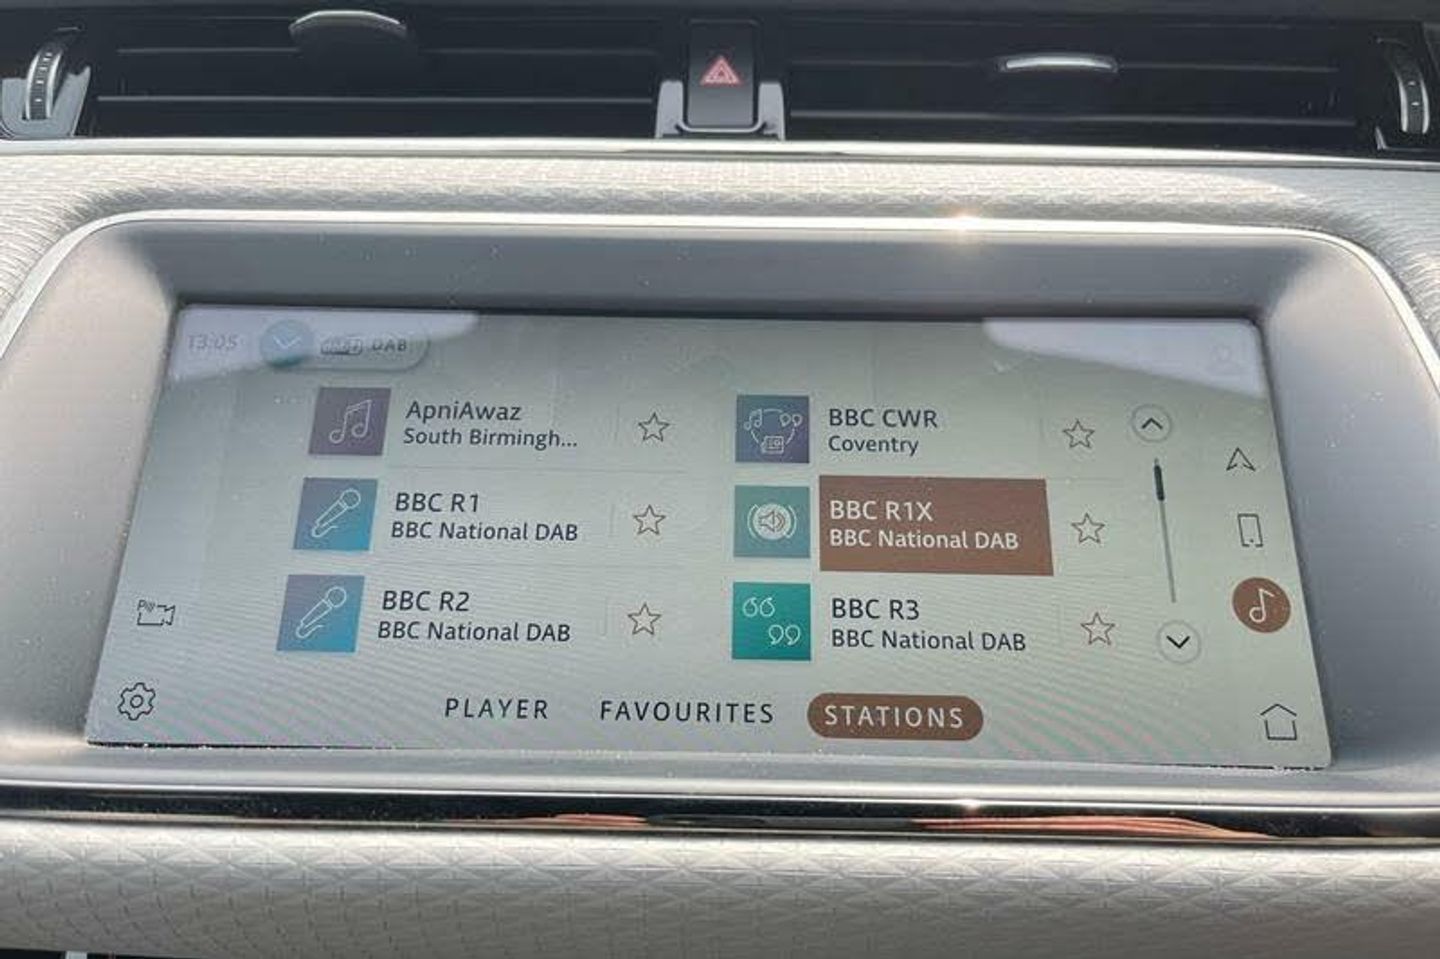 13:05 DAB
ApniAwaz
South Birmingh...
BBC CWR
Coventry
BBC R1
BBC National DAB
BBC R1X
BBC National DAB
BBC R2
BBC National DAB
BBC R3
BBC National DAB
PLAYER FAVOURITES STATIONS